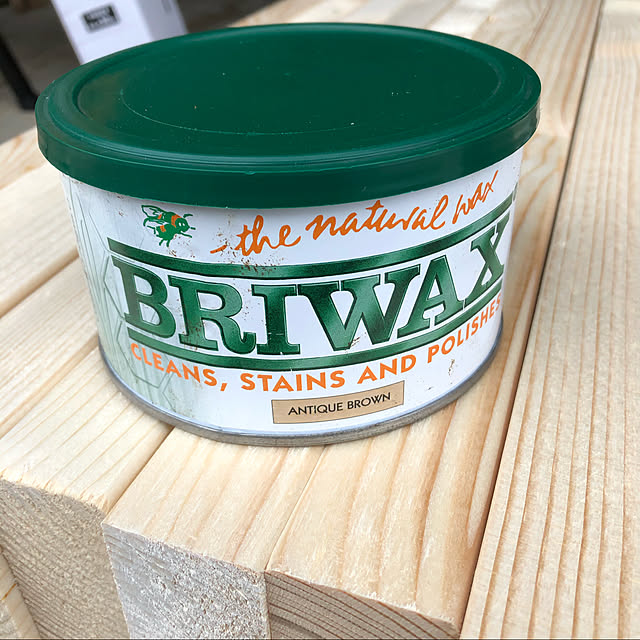 the natural wax
BRIWAX
CLEANS, STAINS AND POLISHES
ANTIQUE BROWN